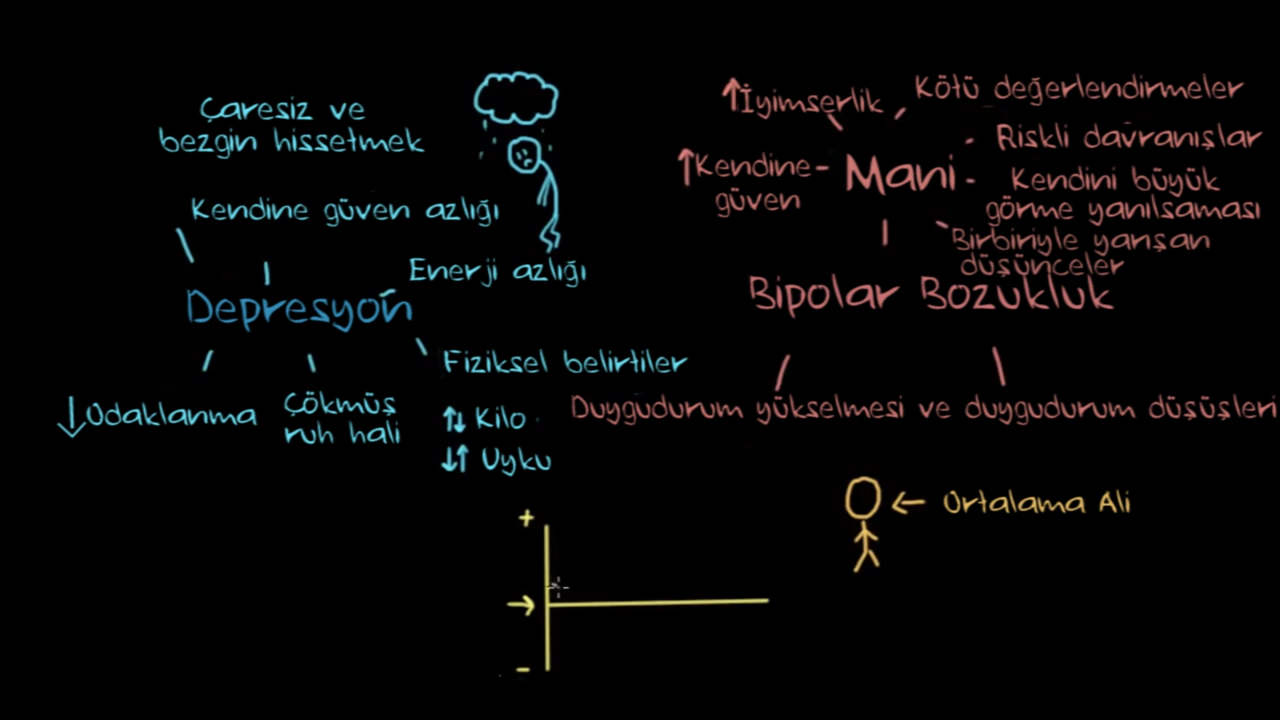 Çaresiz ve
bezgin hissetmek
Kendine güven azlığı
Enerji azlığı
Depresyon
Fiziksel belirtiler
↓Odaklanma
Çökmüş
ruh hali
↑↓ Kilo
↓↑ Uyku
↑İyimserlik
Kötü değerlendirmeler
Riskli davranışlar
↑Kendine
güven
Mani
Kendini büyük
görme yanılsaması
Birbiriyle yarışan
düşünceler
Bipolar Bozukluk
Duygudurum yükselmesi ve duygudurum düşüşleri
← Ortalama Ali
+
→
-